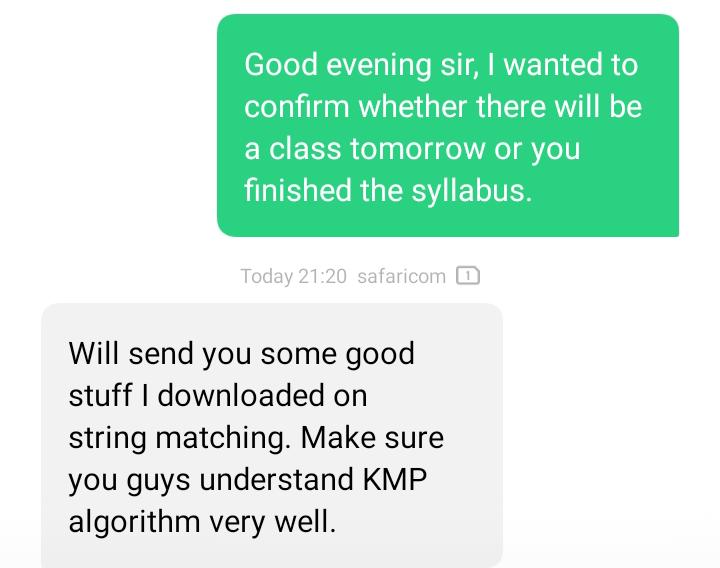 Good evening sir, I wanted to
confirm whether there will be
a class tomorrow or you
finished the syllabus.
Today 21:20 safaricom 1
Will send you some good
stuff I downloaded on
string matching. Make sure
you guys understand KMP
algorithm very well.